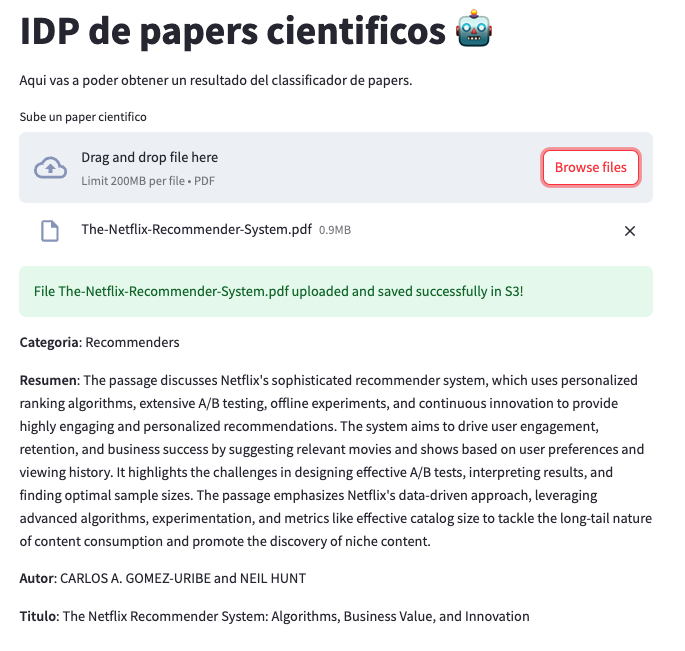 IDP de papers cientificos 🤖
Aqui vas a poder obtener un resultado del classificador de papers.
Sube un paper cientifico
Drag and drop file here
Limit 200MB per file • PDF
Browse files
The-Netflix-Recommender-System.pdf 0.9MB
File The-Netflix-Recommender-System.pdf uploaded and saved successfully in S3!
Categoria: Recommenders
Resumen: The passage discusses Netflix's sophisticated recommender system, which uses personalized
ranking algorithms, extensive A/B testing, offline experiments, and continuous innovation to provide
highly engaging and personalized recommendations. The system aims to drive user engagement,
retention, and business success by suggesting relevant movies and shows based on user preferences and
viewing history. It highlights the challenges in designing effective A/B tests, interpreting results, and
finding optimal sample sizes. The passage emphasizes Netflix's data-driven approach, leveraging
advanced algorithms, experimentation, and metrics like effective catalog size to tackle the long-tail nature
of content consumption and promote the discovery of niche content.
Autor: CARLOS A. GOMEZ-URIBE and NEIL HUNT
Titulo: The Netflix Recommender System: Algorithms, Business Value, and Innovation